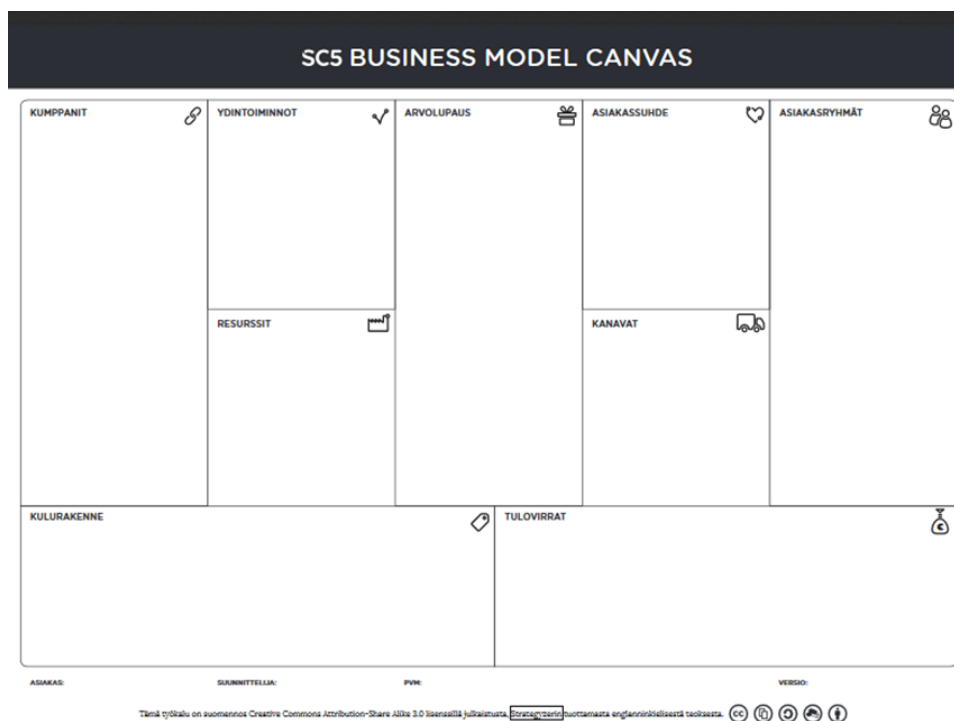 SC5 BUSINESS MODEL CANVAS
KUMPPANIT
YDINTOIMINNOT
ARVOLUPAUS
ASIAKASSUHDE
ASIAKASRYHMÄT
RESURSSIT
KANAVAT
KULURAKENNE
TULOVIRRAT
ASIAKAS:
SUUNNITTELIJA:
PVM:
VERSIO:
Tämä työkalu on suomennos Creative Commons Attribution-Share Alike 3.0 lisenssillä julkaistusta, Strategyzerin tuottamasta englanninkielisestä teoksesta.